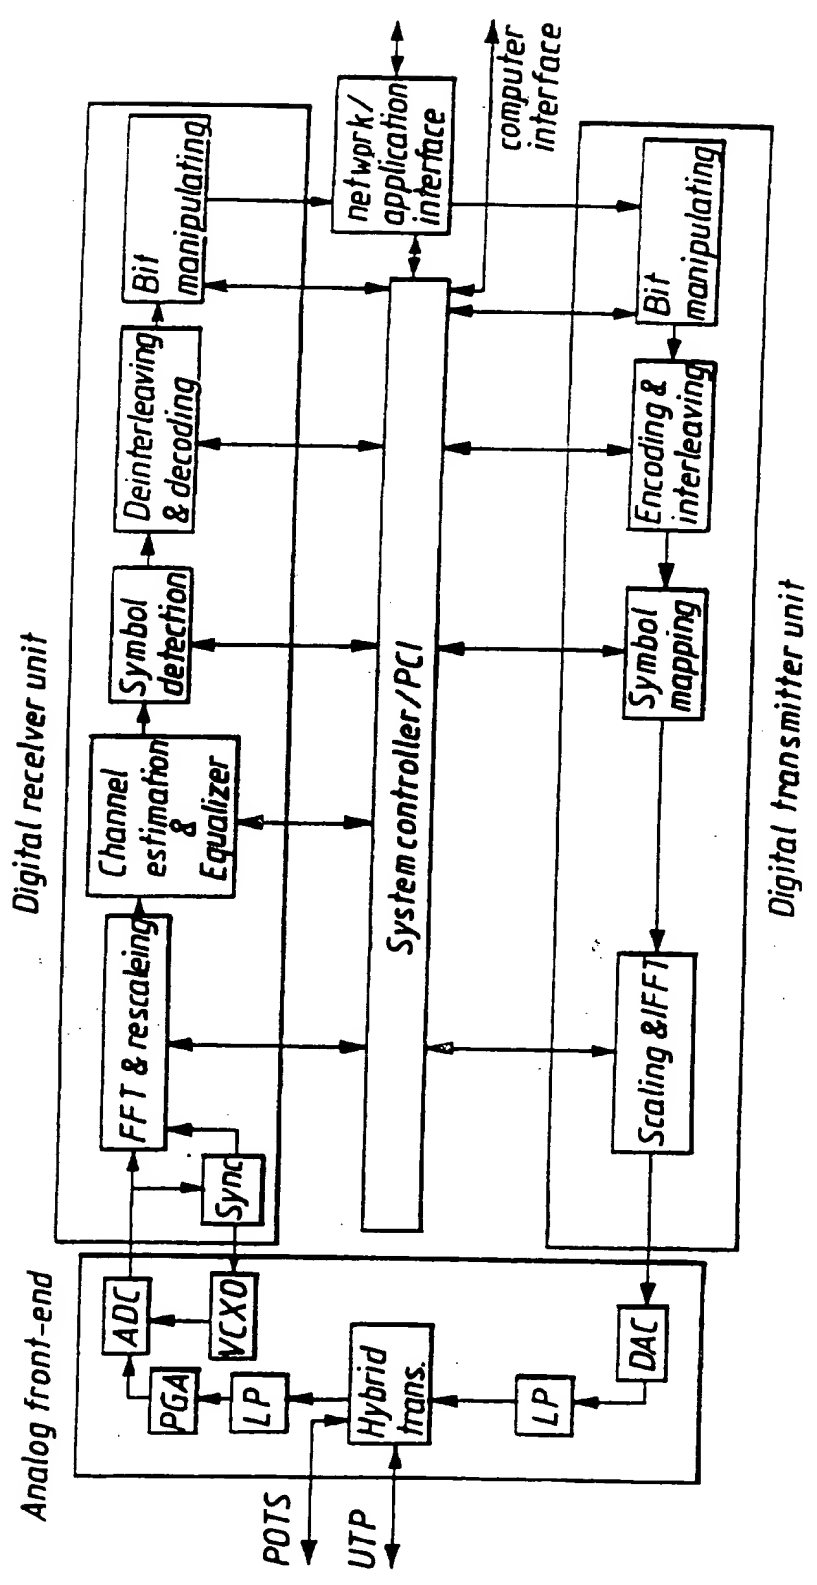 Analog front-end
Digital receiver unit
ADC
PGA
VCXO
LP
Hybrid
trans.
LP
DAC
POTS
UTP
Sync
FFT & rescaleing
Channel
estimation
&
Equalizer
Symbol
detection
Deinterleaving
& decoding
Bit
manipulating
System controller/PCI
netwprk/
application
interface
computer
interface
Scaling & IFFT
Symbol
mapping
Encoding &
interleaving
Bit
manipulating
Digital transmitter unit